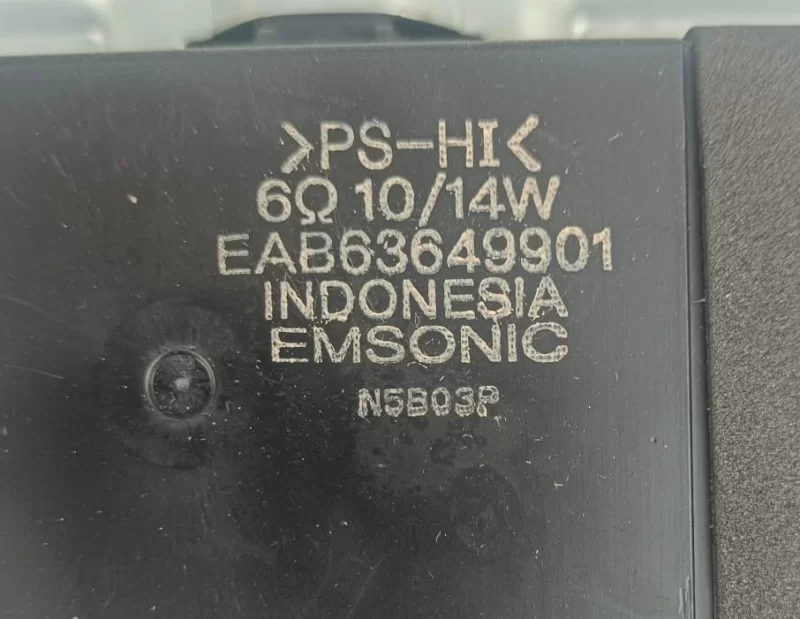 >PS-HI<
6Ω 10/14W
EAB63649901
INDONESIA
EMSONIC
N5B03P